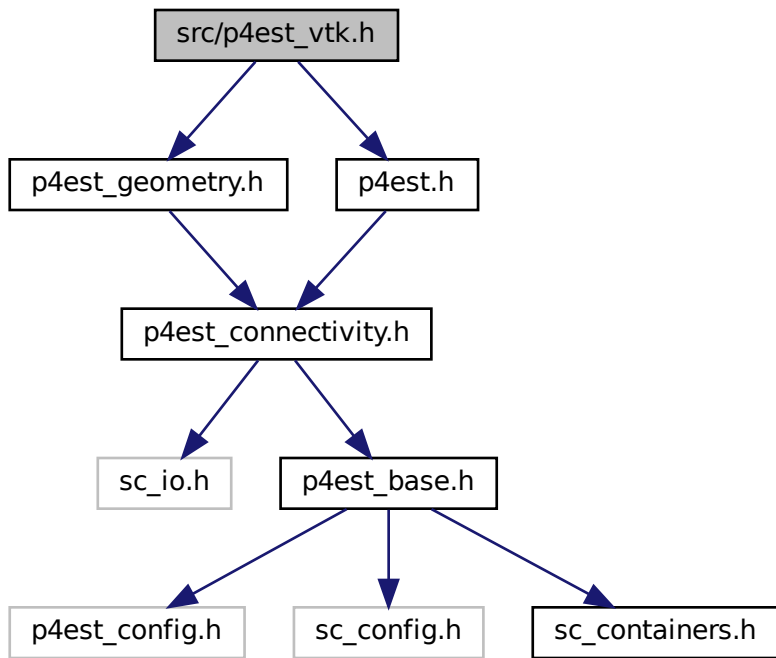 src/p4est_vtk.h
p4est_geometry.h
p4est.h
p4est_connectivity.h
sc_io.h
p4est_base.h
p4est_config.h
sc_config.h
sc_containers.h